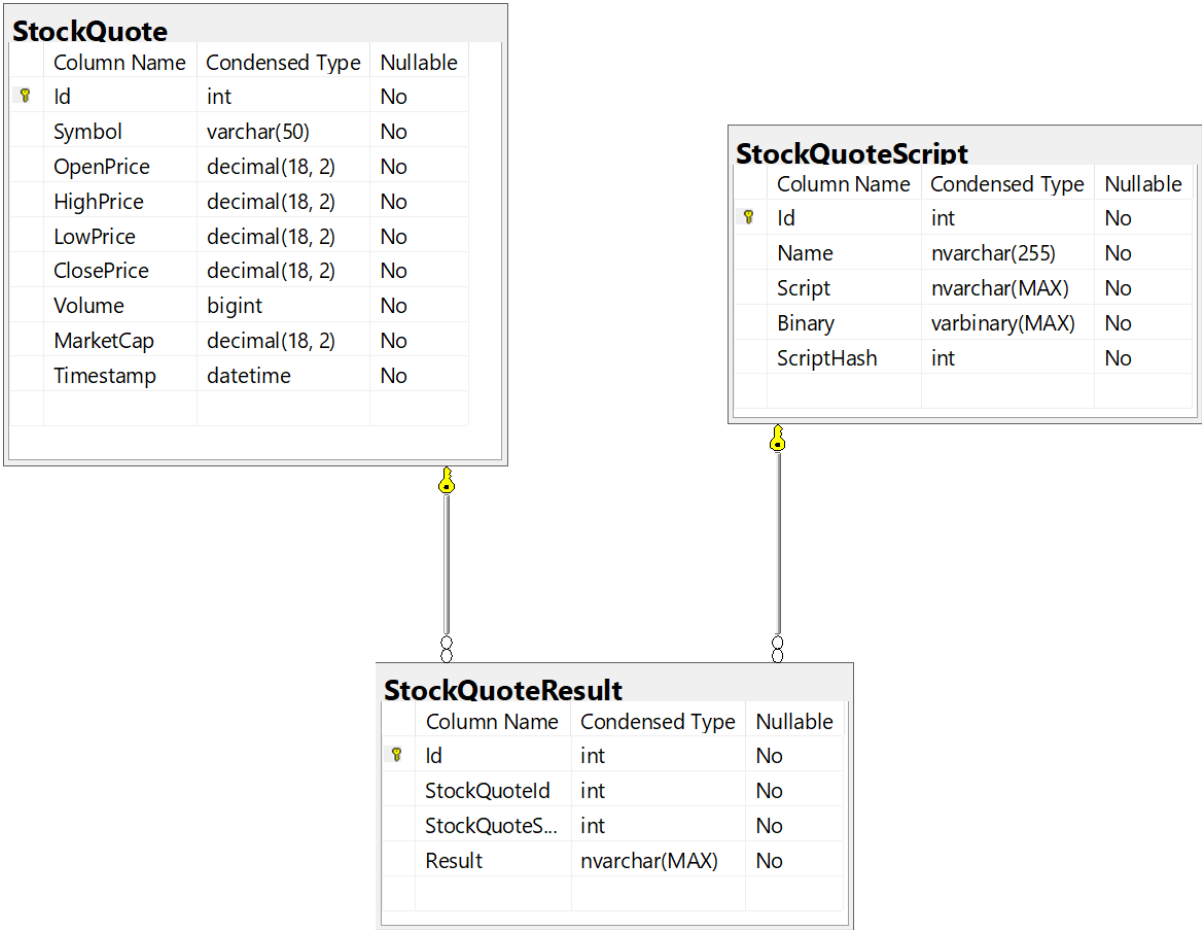 StockQuote
Column Name Condensed Type Nullable
Id int No
Symbol varchar(50) No
OpenPrice decimal(18, 2) No
HighPrice decimal(18, 2) No
LowPrice decimal(18, 2) No
ClosePrice decimal(18, 2) No
Volume bigint No
MarketCap decimal(18, 2) No
Timestamp datetime No
StockQuoteScript
Column Name Condensed Type Nullable
Id int No
Name nvarchar(255) No
Script nvarchar(MAX) No
Binary varbinary(MAX) No
ScriptHash int No
StockQuoteResult
Column Name Condensed Type Nullable
Id int No
StockQuoteId int No
StockQuoteS... int No
Result nvarchar(MAX) No